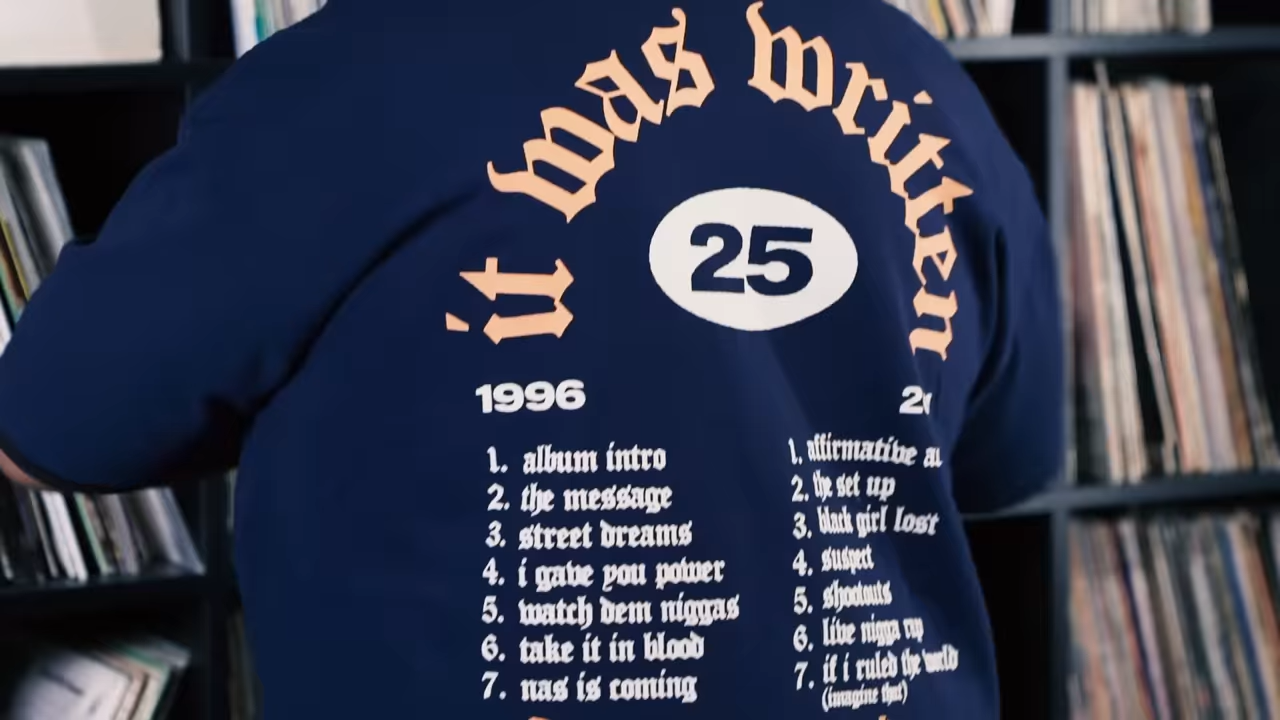 it was written
25
1996
1. album intro
2. the message
3. street dreams
4. i gave you power
5. watch dem niggas
6. take it in blood
7. nas is coming
1. affirmative
2. the set up
3. black girl lost
4. suspect
5. shootouts
6. live nigga rap
7. if i ruled the world
(imagine that)